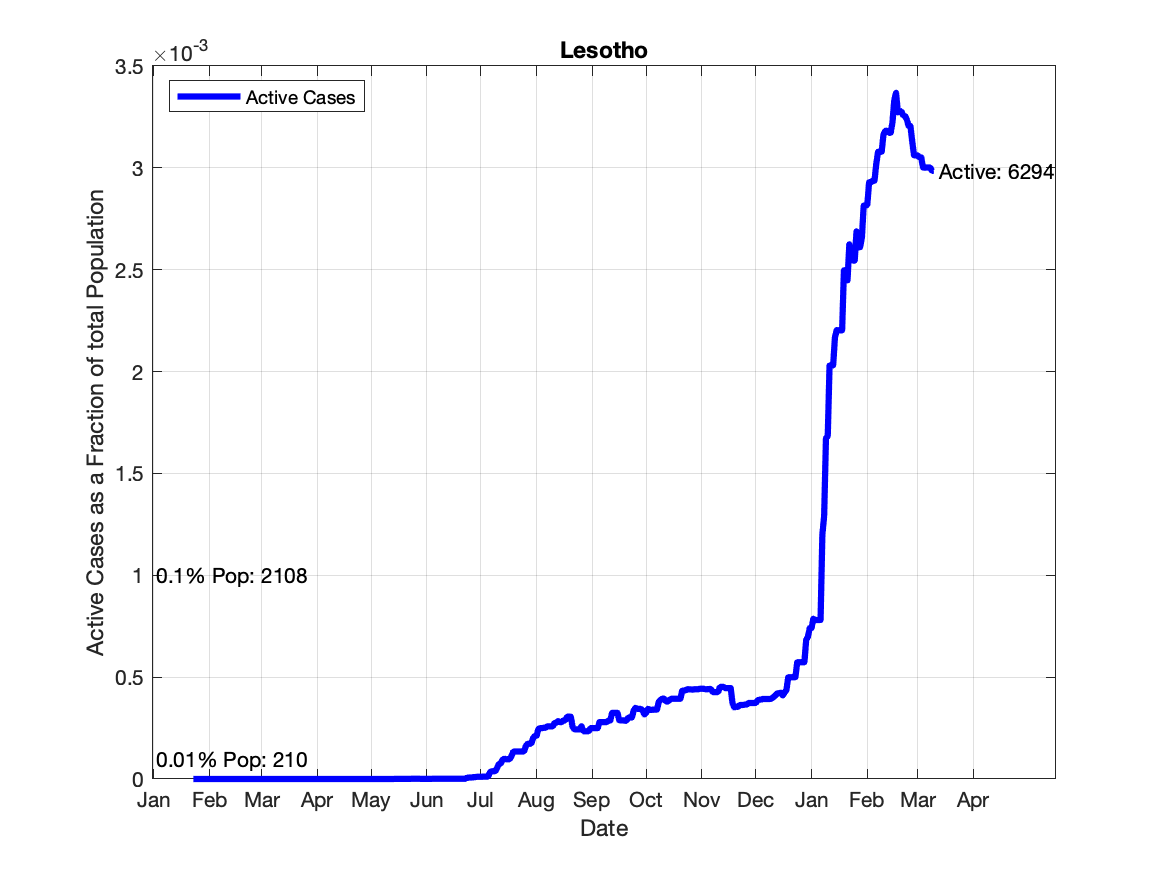 Lesotho
×10-3
3.5
Active Cases
3
Active: 6294
2.5
2
1.5
1
0.1% Pop: 2108
0.5
0.01% Pop: 210
0
Jan Feb Mar Apr May Jun Jul Aug Sep Oct Nov Dec Jan Feb Mar Apr
Date
Active Cases as a Fraction of total Population